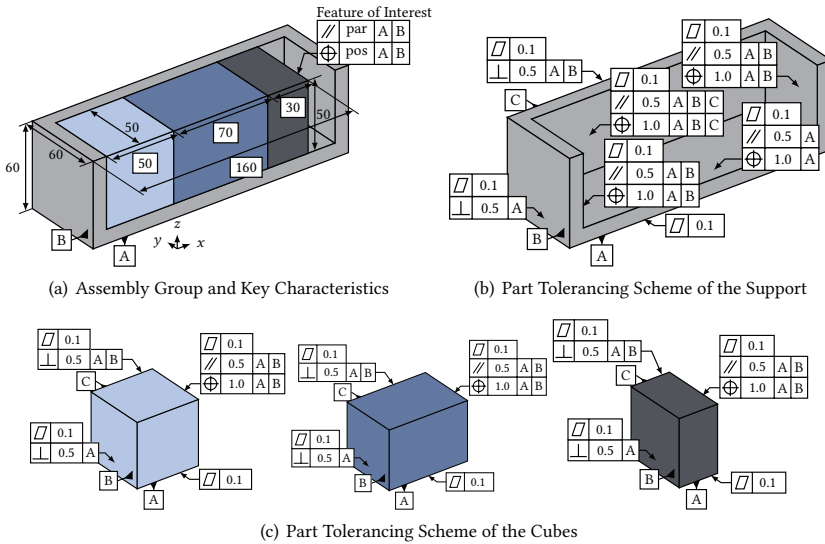 Feature of Interest
// par A B
⌖ pos A B
30
50
50
70
50
160
60
60
B
A
z
y
x
(a) Assembly Group and Key Characteristics
⏥ 0.1
⊥ 0.5 A B
C
⏥ 0.1
// 0.5 A B
⌖ 1.0 A B
⏥ 0.1
// 0.5 A B C
⌖ 1.0 A B C
⏥ 0.1
// 0.5 A
⌖ 1.0 A
⏥ 0.1
// 0.5 A B
⌖ 1.0 A B
⏥ 0.1
⊥ 0.5 A
B
A
⏥ 0.1
(b) Part Tolerancing Scheme of the Support
⏥ 0.1
⊥ 0.5 A B
C
⏥ 0.1
// 0.5 A B
⌖ 1.0 A B
⏥ 0.1
⊥ 0.5 A
B
A
⏥ 0.1
⏥ 0.1
⊥ 0.5 A B
C
⏥ 0.1
// 0.5 A B
⌖ 1.0 A B
⏥ 0.1
⊥ 0.5 A
B
A
⏥ 0.1
⏥ 0.1
⊥ 0.5 A B
C
⏥ 0.1
// 0.5 A B
⌖ 1.0 A B
⏥ 0.1
⊥ 0.5 A
B
A
⏥ 0.1
(c) Part Tolerancing Scheme of the Cubes